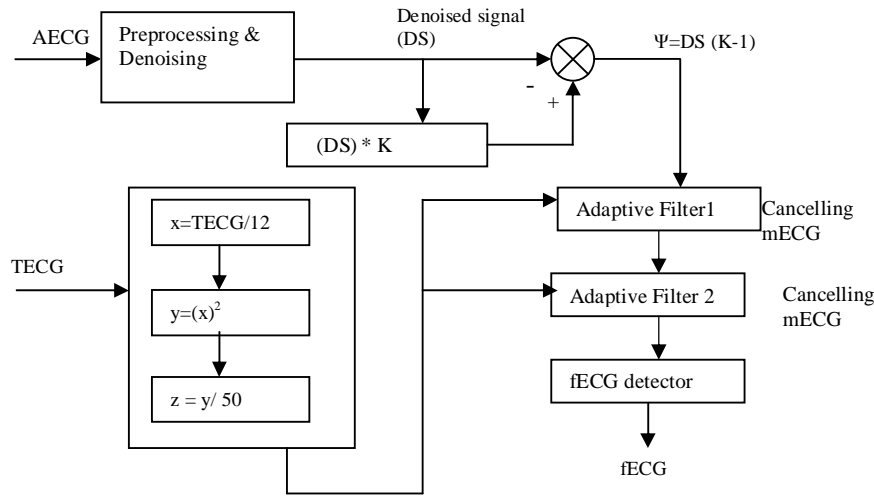 AECG
Preprocessing &
Denoising
Denoised signal
(DS)
Ψ=DS (K-1)
-
+
(DS) * K
TECG
x=TECG/12
y=(x)²
z = y/ 50
Adaptive Filter1
Cancelling
mECG
Adaptive Filter 2
Cancelling
mECG
fECG detector
fECG